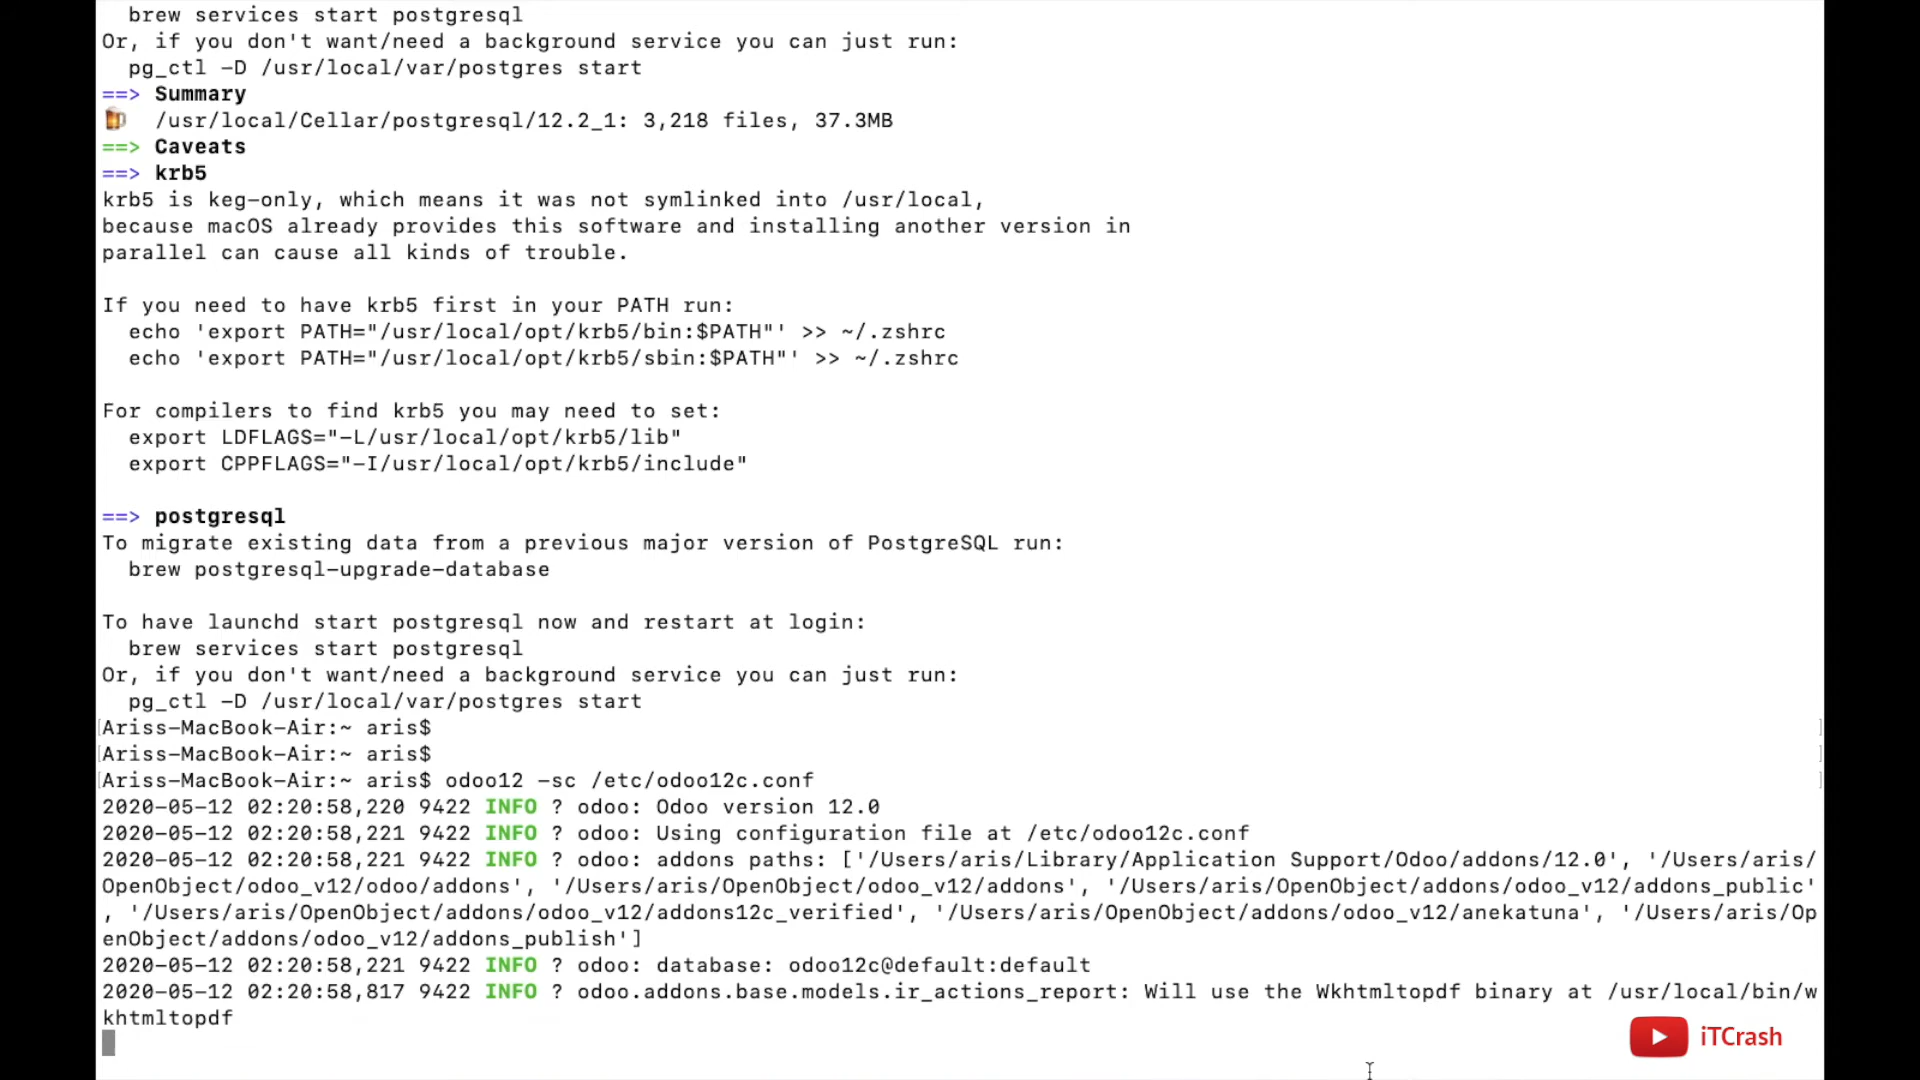 brew services start postgresql
Or, if you don't want/need a background service you can just run:
pg_ctl -D /usr/local/var/postgres start
==> Summary
/usr/local/Cellar/postgresql/12.2_1: 3,218 files, 37.3MB
==> Caveats
==> krb5
krb5 is keg-only, which means it was not symlinked into /usr/local,
because macOS already provides this software and installing another version in
parallel can cause all kinds of trouble.
If you need to have krb5 first in your PATH run:
echo 'export PATH="/usr/local/opt/krb5/bin:$PATH"' >> ~/.zshrc
echo 'export PATH="/usr/local/opt/krb5/sbin:$PATH"' >> ~/.zshrc
For compilers to find krb5 you may need to set:
export LDFLAGS="-L/usr/local/opt/krb5/lib"
export CPPFLAGS="-I/usr/local/opt/krb5/include"
==> postgresql
To migrate existing data from a previous major version of PostgreSQL run:
brew postgresql-upgrade-database
To have launchd start postgresql now and restart at login:
brew services start postgresql
Or, if you don't want/need a background service you can just run:
pg_ctl -D /usr/local/var/postgres start
[Ariss-MacBook-Air:~ aris$ ]
[Ariss-MacBook-Air:~ aris$ ]
[Ariss-MacBook-Air:~ aris$ odoo12 -sc /etc/odoo12c.conf ]
2020-05-12 02:20:58,220 9422 INFO ? odoo: Odoo version 12.0
2020-05-12 02:20:58,221 9422 INFO ? odoo: Using configuration file at /etc/odoo12c.conf
2020-05-12 02:20:58,221 9422 INFO ? odoo: addons paths: ['/Users/aris/Library/Application Support/Odoo/addons/12.0', '/Users/aris/
OpenObject/odoo_v12/odoo/addons', '/Users/aris/OpenObject/odoo_v12/addons', '/Users/aris/OpenObject/addons/odoo_v12/addons_public'
, '/Users/aris/OpenObject/addons/odoo_v12/addons12c_verified', '/Users/aris/OpenObject/addons/odoo_v12/anekatuna', '/Users/aris/Op
enObject/addons/odoo_v12/addons_publish']
2020-05-12 02:20:58,221 9422 INFO ? odoo: database: odoo12c@default:default
2020-05-12 02:20:58,817 9422 INFO ? odoo.addons.base.models.ir_actions_report: Will use the Wkhtmltopdf binary at /usr/local/bin/w
khtmltopdf
iTCrash